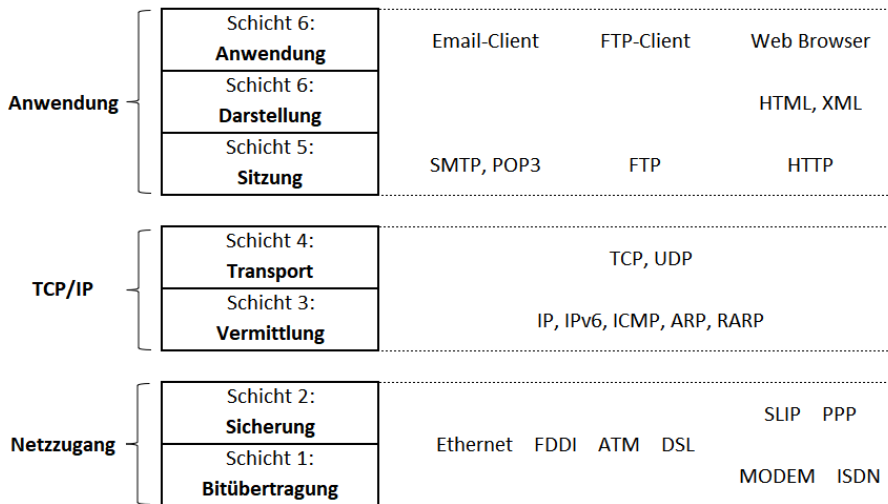 Schicht 6:
Anwendung
Email-Client FTP-Client Web Browser
Anwendung
Schicht 6:
Darstellung
HTML, XML
Schicht 5:
Sitzung
SMTP, POP3 FTP HTTP
TCP/IP
Schicht 4:
Transport
TCP, UDP
Schicht 3:
Vermittlung
IP, IPv6, ICMP, ARP, RARP
Netzzugang
Schicht 2:
Sicherung
SLIP PPP
Ethernet FDDI ATM DSL
Schicht 1:
Bitübertragung
MODEM ISDN